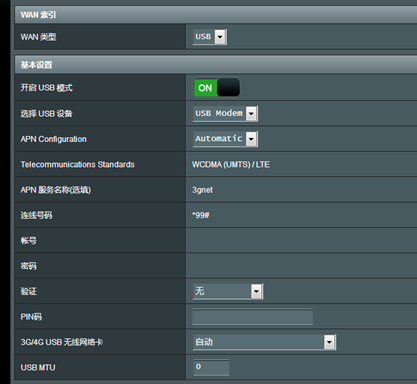 WAN 索引
WAN 类型 USB
基本设置
开启 USB 模式 ON
选择 USB 设备 USB Modem
APN Configuration Automatic
Telecommunications Standards WCDMA (UMTS) / LTE
APN 服务名称(选填) 3gnet
连线号码 *99#
帐号
密码
验证 无
PIN码
3G/4G USB 无线网络卡 自动
USB MTU 0